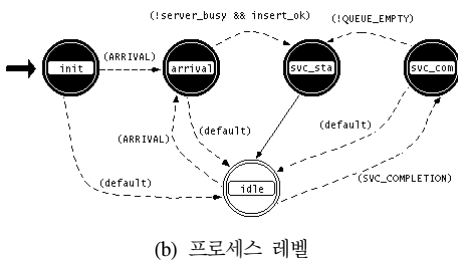 (!server_busy && insert_ok)
(!QUEUE_EMPTY)
(ARRIVAL)
init
arrival
svc_sta
svc_com
(ARRIVAL)
(default)
(default)
(default)
(SVC_COMPLETION)
idle
(b) 프로세스 레벨